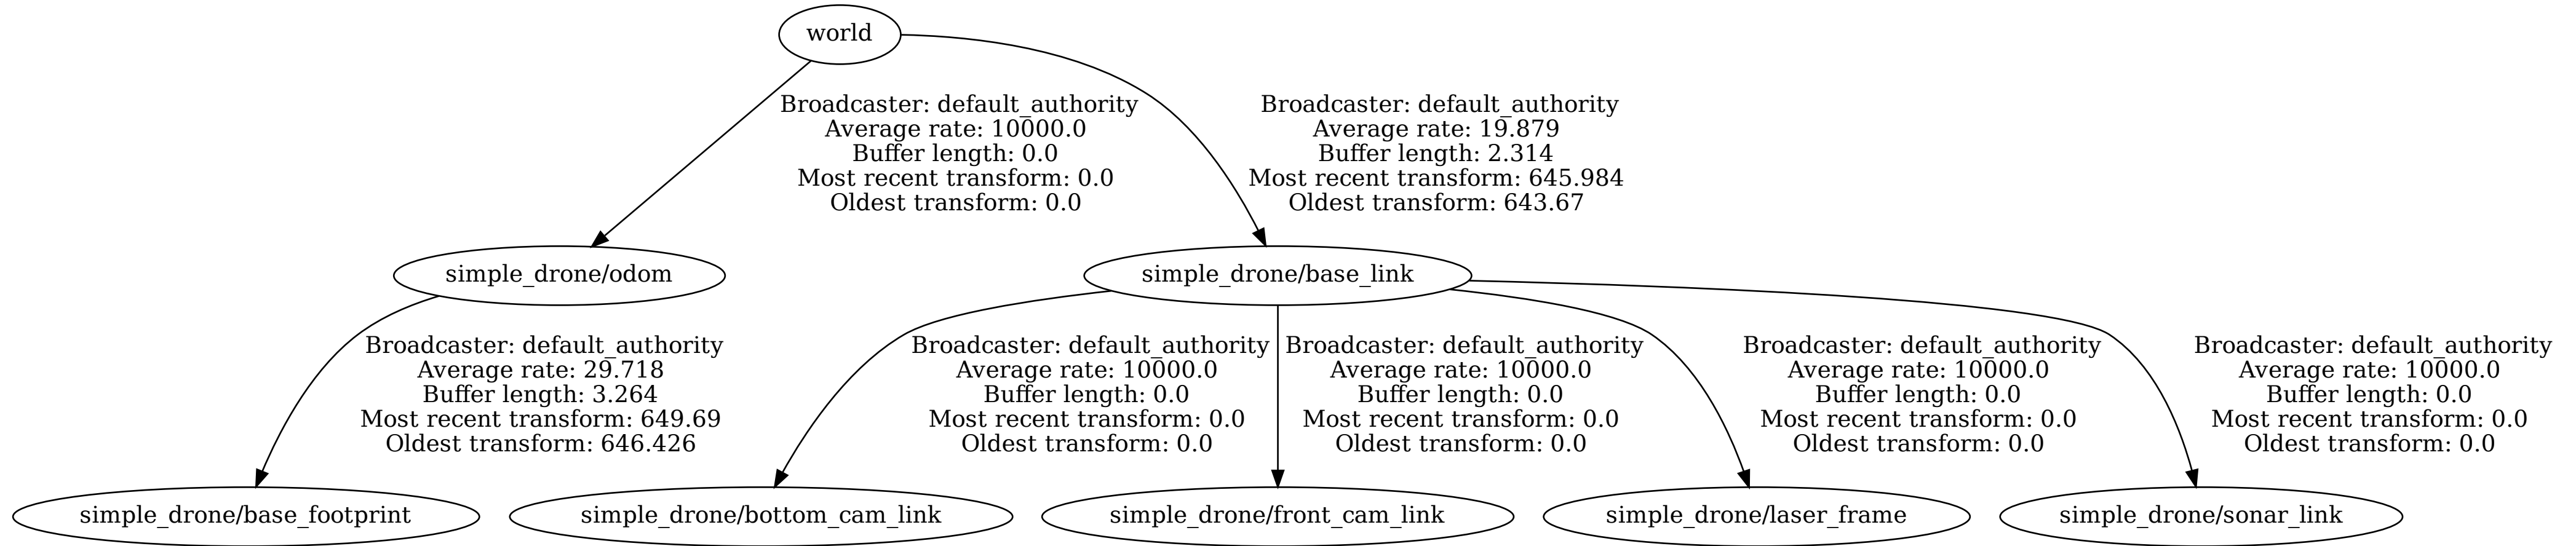 world
Broadcaster: default_authority
Average rate: 10000.0
Buffer length: 0.0
Most recent transform: 0.0
Oldest transform: 0.0
Broadcaster: default_authority
Average rate: 19.879
Buffer length: 2.314
Most recent transform: 645.984
Oldest transform: 643.67
simple_drone/odom
simple_drone/base_link
Broadcaster: default_authority
Average rate: 29.718
Buffer length: 3.264
Most recent transform: 649.69
Oldest transform: 646.426
Broadcaster: default_authority
Average rate: 10000.0
Buffer length: 0.0
Most recent transform: 0.0
Oldest transform: 0.0
Broadcaster: default_authority
Average rate: 10000.0
Buffer length: 0.0
Most recent transform: 0.0
Oldest transform: 0.0
Broadcaster: default_authority
Average rate: 10000.0
Buffer length: 0.0
Most recent transform: 0.0
Oldest transform: 0.0
Broadcaster: default_authority
Average rate: 10000.0
Buffer length: 0.0
Most recent transform: 0.0
Oldest transform: 0.0
simple_drone/base_footprint
simple_drone/bottom_cam_link
simple_drone/front_cam_link
simple_drone/laser_frame
simple_drone/sonar_link